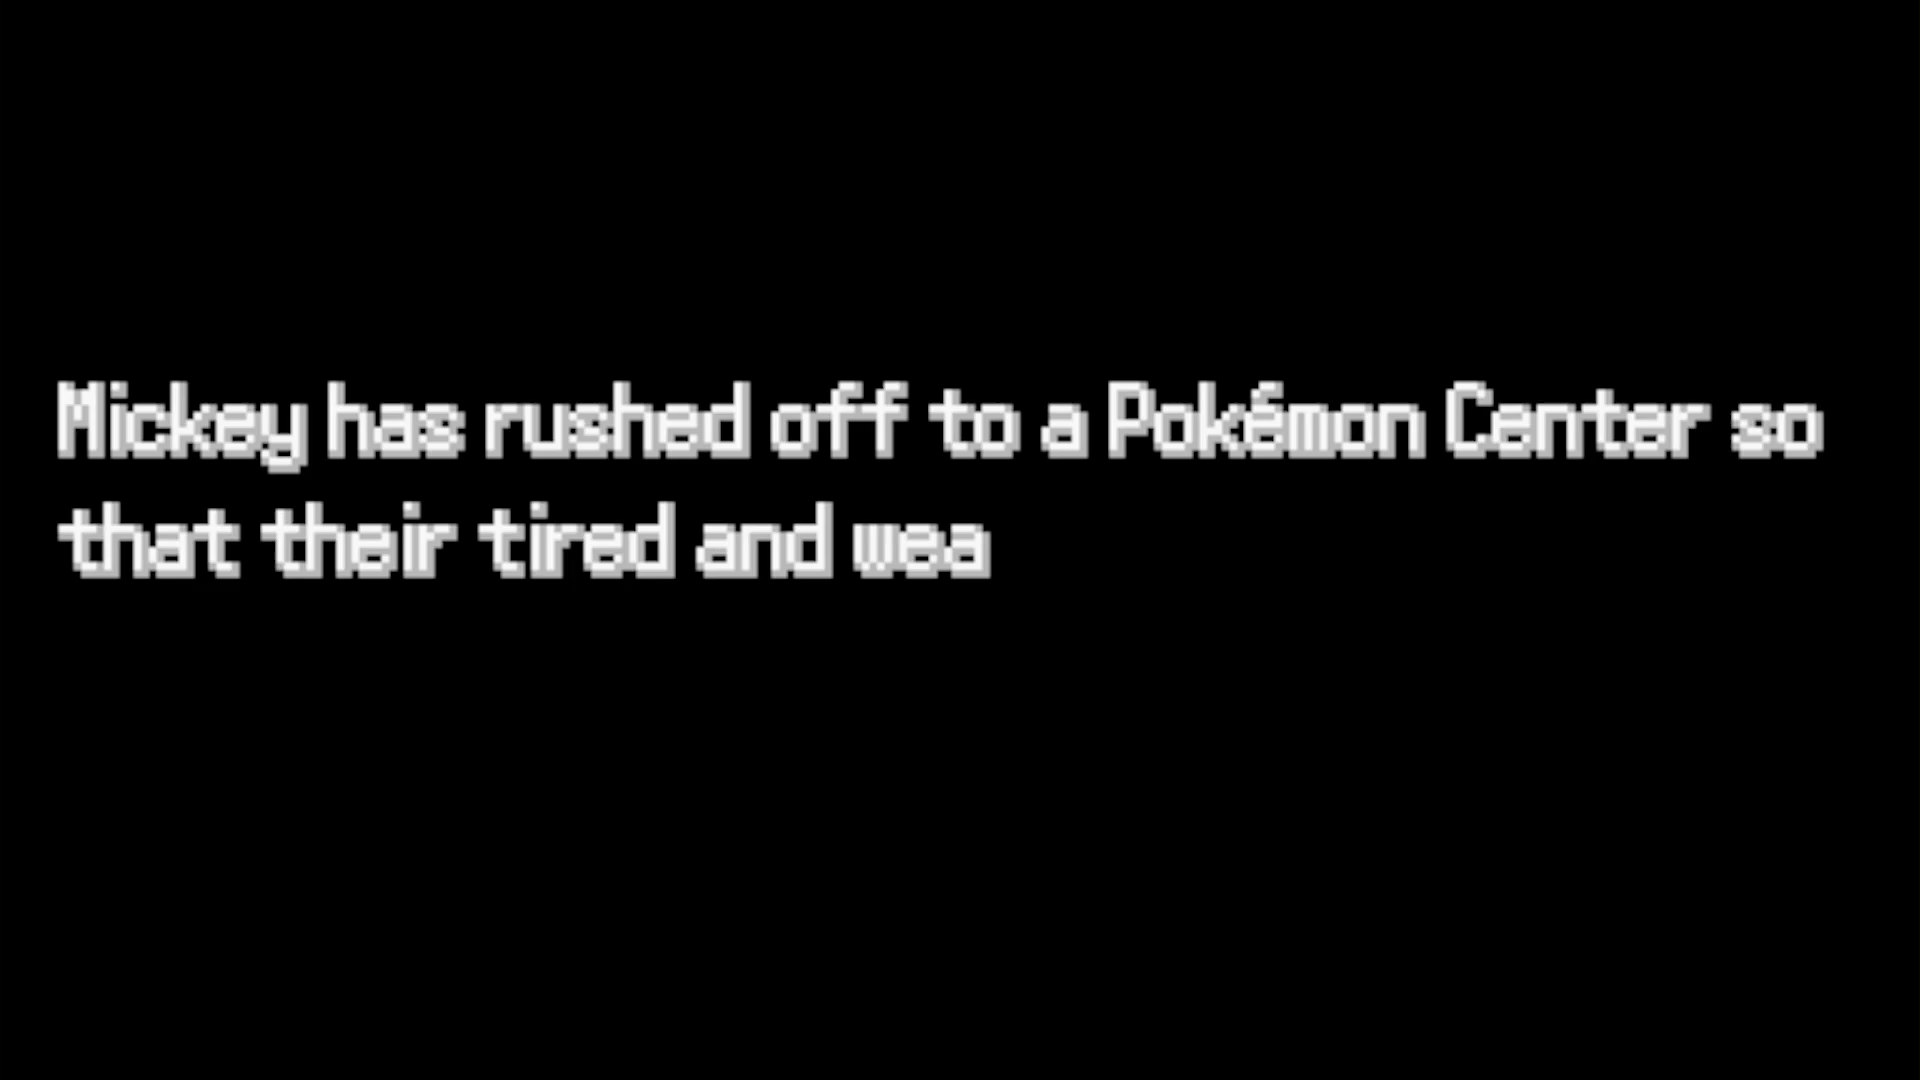 Mickey has rushed off to a Pokémon Center so
that their tired and wea